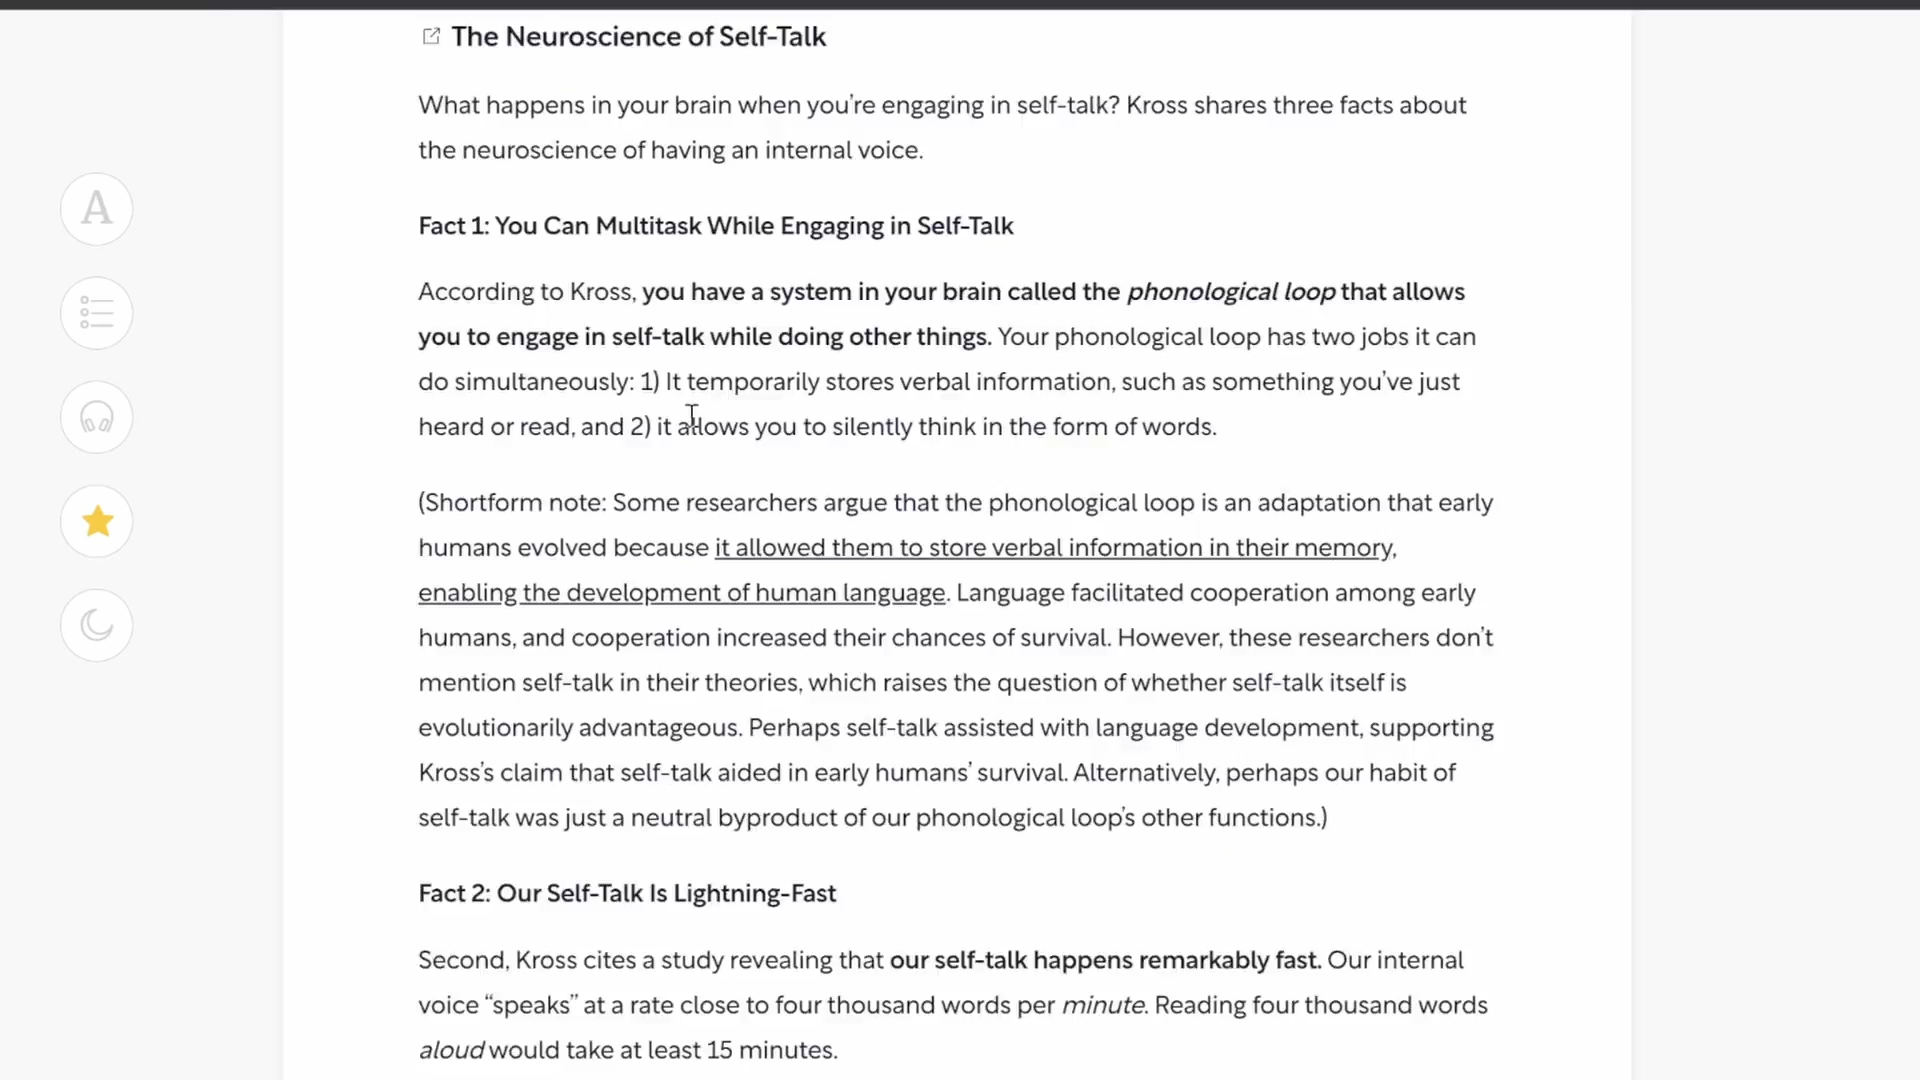 The Neuroscience of Self-Talk
What happens in your brain when you’re engaging in self-talk? Kross shares three facts about
the neuroscience of having an internal voice.
Fact 1: You Can Multitask While Engaging in Self-Talk
According to Kross, you have a system in your brain called the phonological loop that allows
you to engage in self-talk while doing other things. Your phonological loop has two jobs it can
do simultaneously: 1) It temporarily stores verbal information, such as something you’ve just
heard or read, and 2) it allows you to silently think in the form of words.
(Shortform note: Some researchers argue that the phonological loop is an adaptation that early
humans evolved because it allowed them to store verbal information in their memory,
enabling the development of human language. Language facilitated cooperation among early
humans, and cooperation increased their chances of survival. However, these researchers don’t
mention self-talk in their theories, which raises the question of whether self-talk itself is
evolutionarily advantageous. Perhaps self-talk assisted with language development, supporting
Kross’s claim that self-talk aided in early humans’ survival. Alternatively, perhaps our habit of
self-talk was just a neutral byproduct of our phonological loop’s other functions.)
Fact 2: Our Self-Talk Is Lightning-Fast
Second, Kross cites a study revealing that our self-talk happens remarkably fast. Our internal
voice “speaks” at a rate close to four thousand words per minute. Reading four thousand words
aloud would take at least 15 minutes.
A